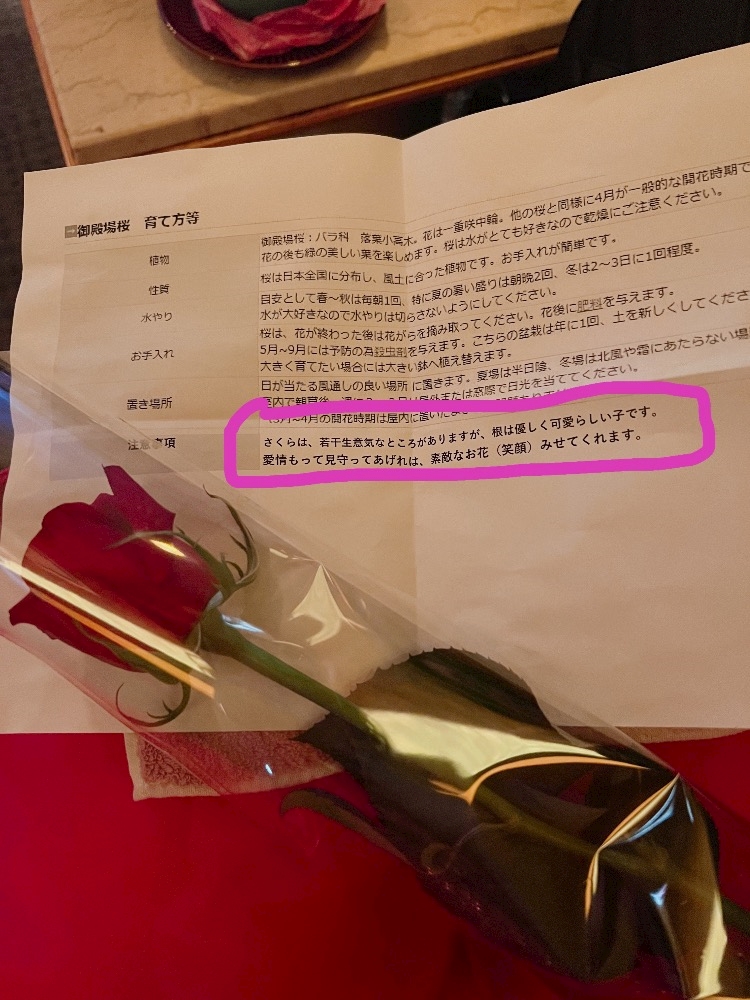 御殿場桜 育て方等
植物
御殿場桜：バラ科 落葉小高木。花は一重咲中輪。他の桜と同様に4月が一般的な開花時期で
花の後も緑の美しい葉を楽しめます。桜は水がとても好きなので乾燥にご注意ください。
性質
桜は日本全国に分布し、風土に合った植物です。お手入れが簡単です。
水やり
目安として春～秋は毎朝1回、特に夏の暑い盛りは朝晩2回、冬は2～3日に1回程度。
水が大好きなので水やりは切らさないようにしてください。
お手入れ
桜は、花が終わった後は花がらを摘み取ってください。花後に肥料を与えます。
5月～9月には予防の為殺虫剤を与えます。こちらの盆栽は年に1回、土を新しくしてくださ
大きく育てたい場合には大きい鉢へ植え替えます。
置き場所
日が当たる風通しの良い場所 に置きます。夏場は半日陰、冬場は北風や霜にあたらない場
屋内で観賞後、週に2～3日は屋外または窓際で日光を当ててください。
3月～4月の開花時期は屋内に置いたまま
注意事項
さくらは、若干生意気なところがありますが、根は優しく可愛らしい子です。
愛情もって見守ってあげれは、素敵なお花（笑顔）みせてくれます。